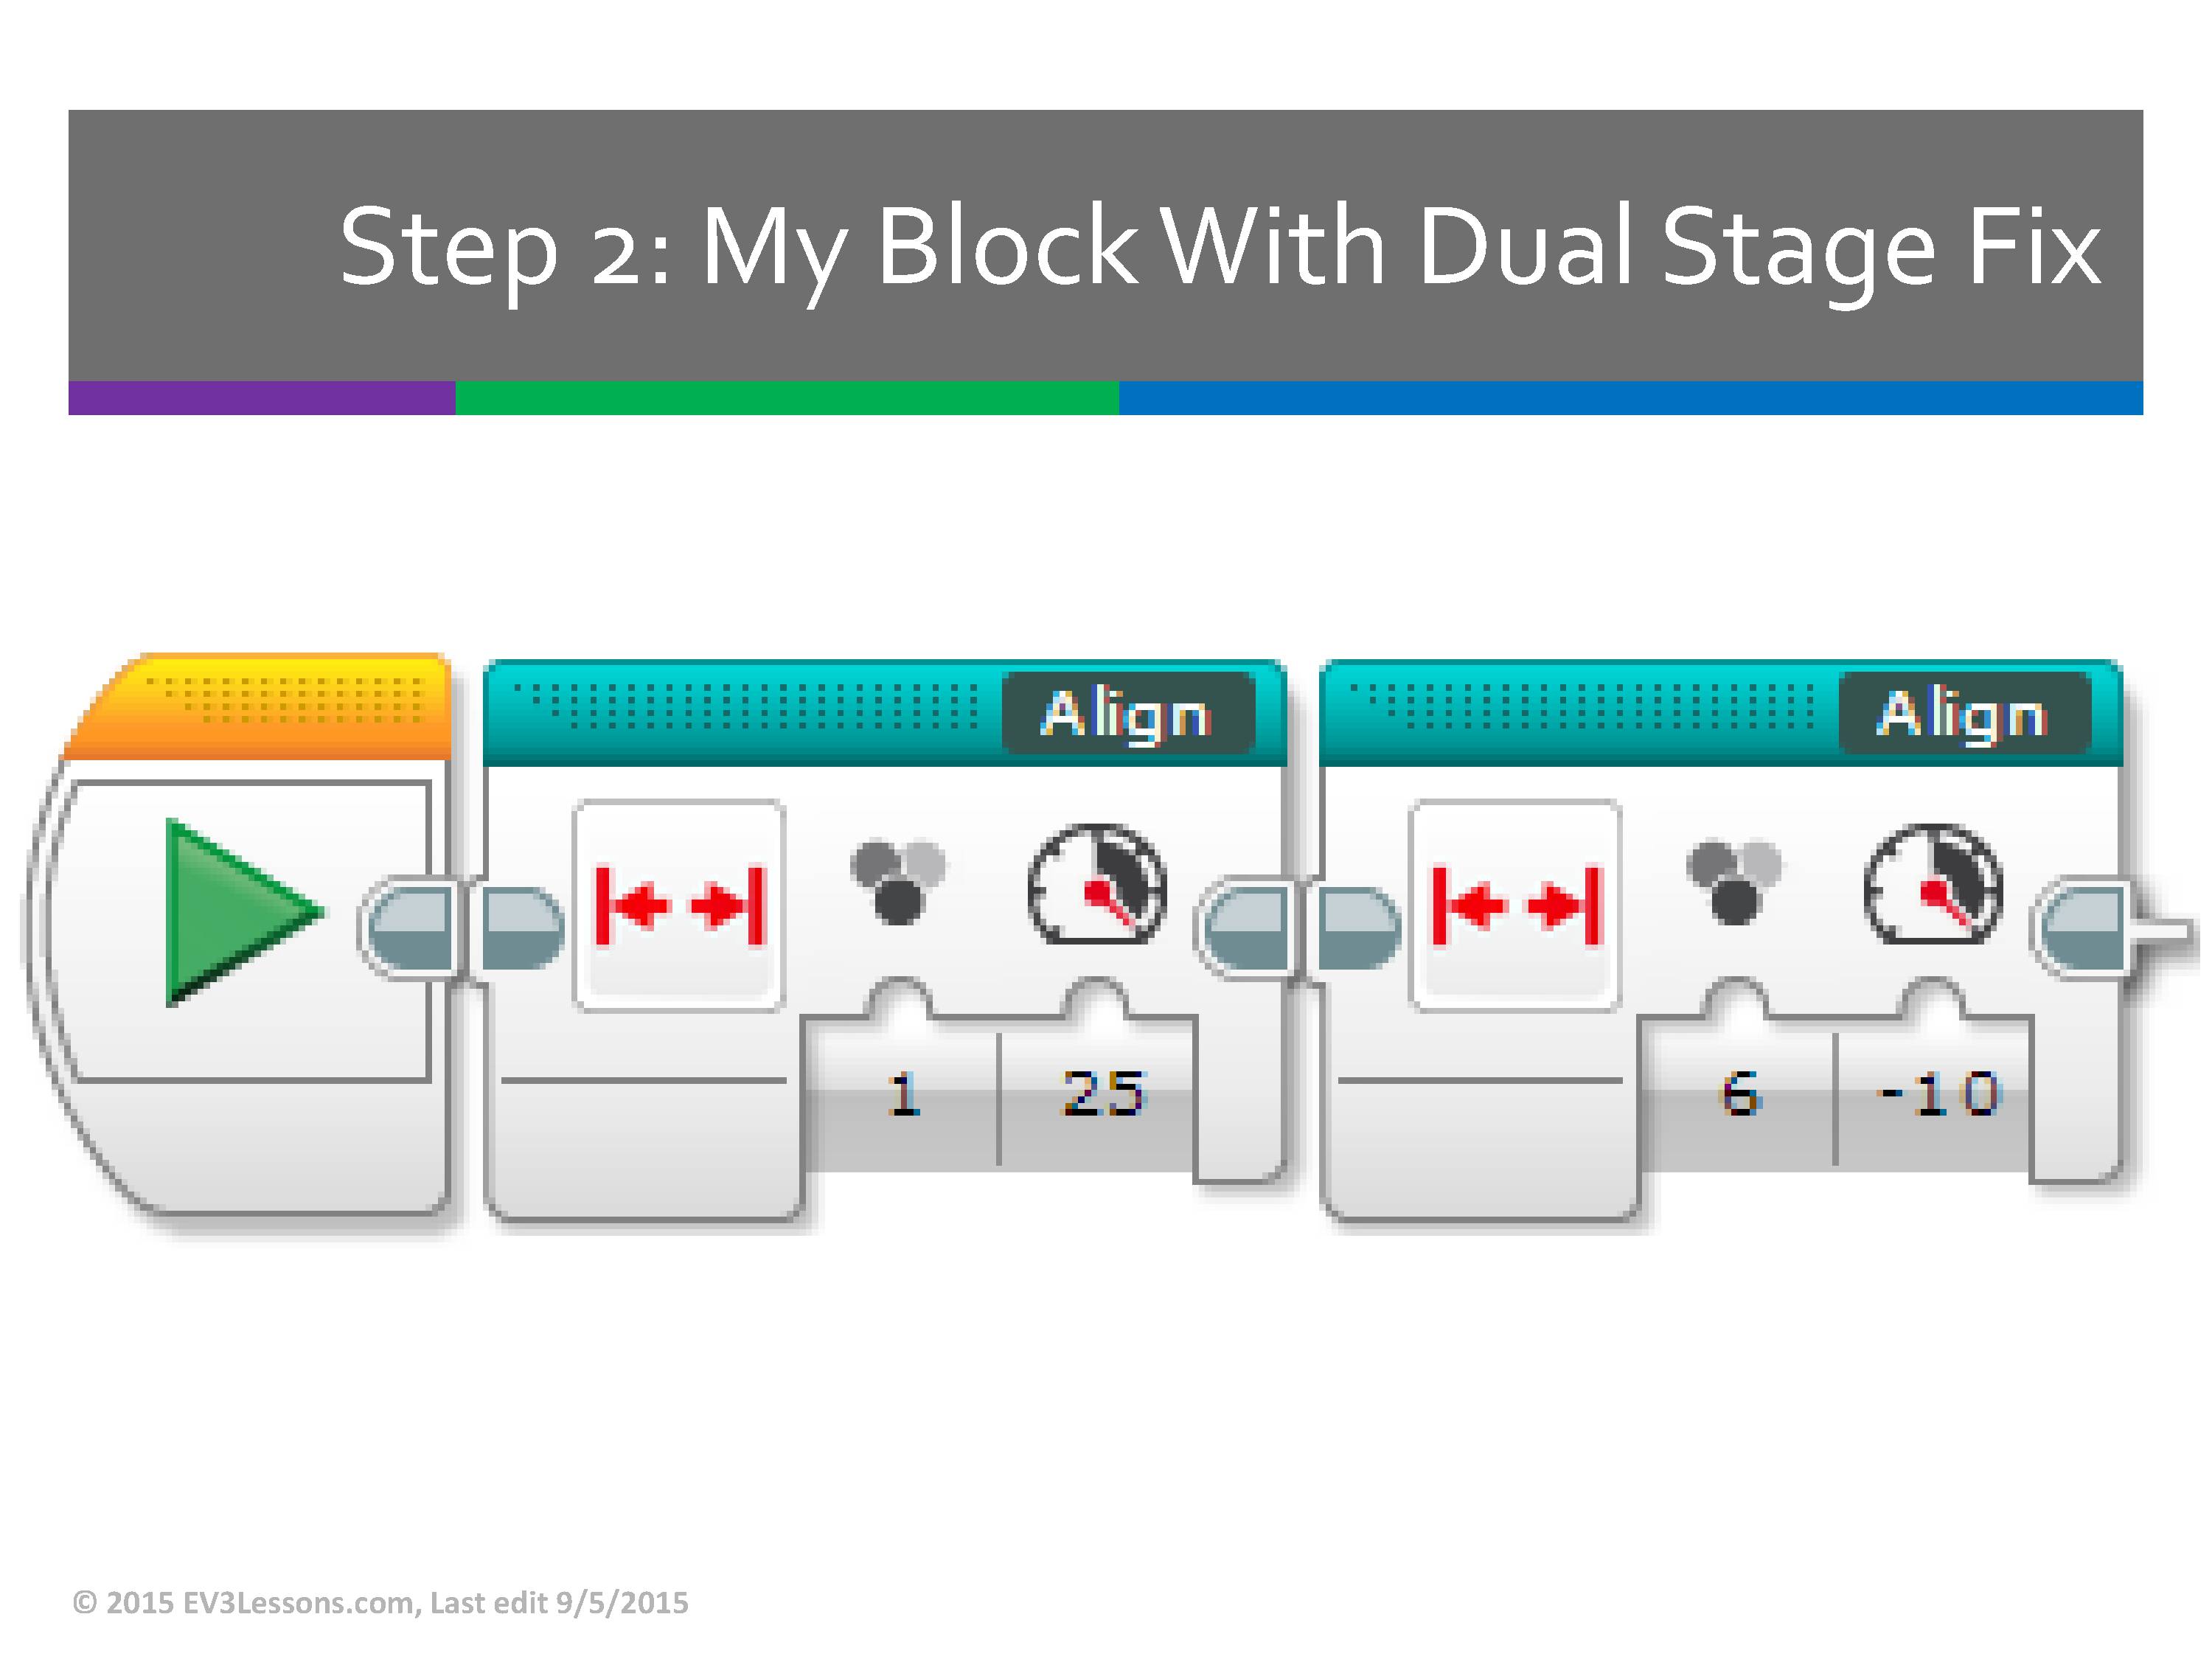 Step 2: My Block With Dual Stage Fix
Align Align
1 25 6 -10
© 2015 EV3Lessons.com, Last edit 9/5/2015